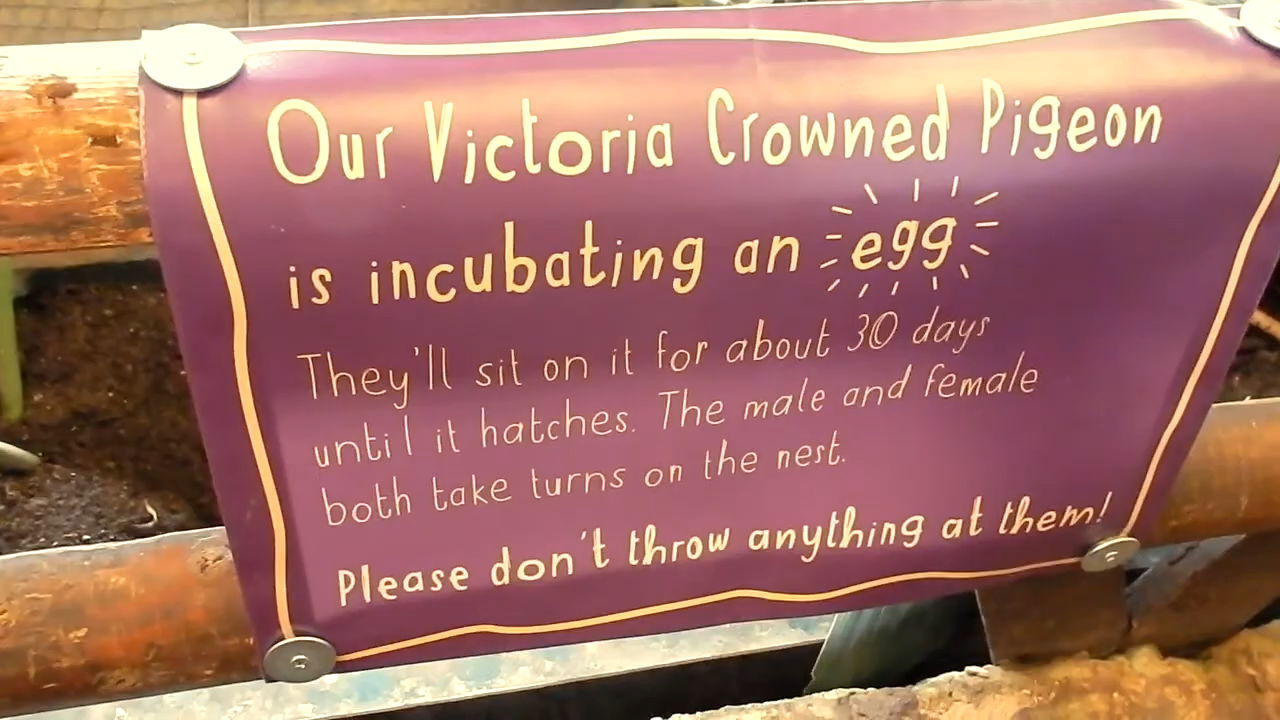 Our Victoria Crowned Pigeon
is incubating an egg
They'll sit on it for about 30 days
until it hatches. The male and female
both take turns on the nest.
Please don't throw anything at them!